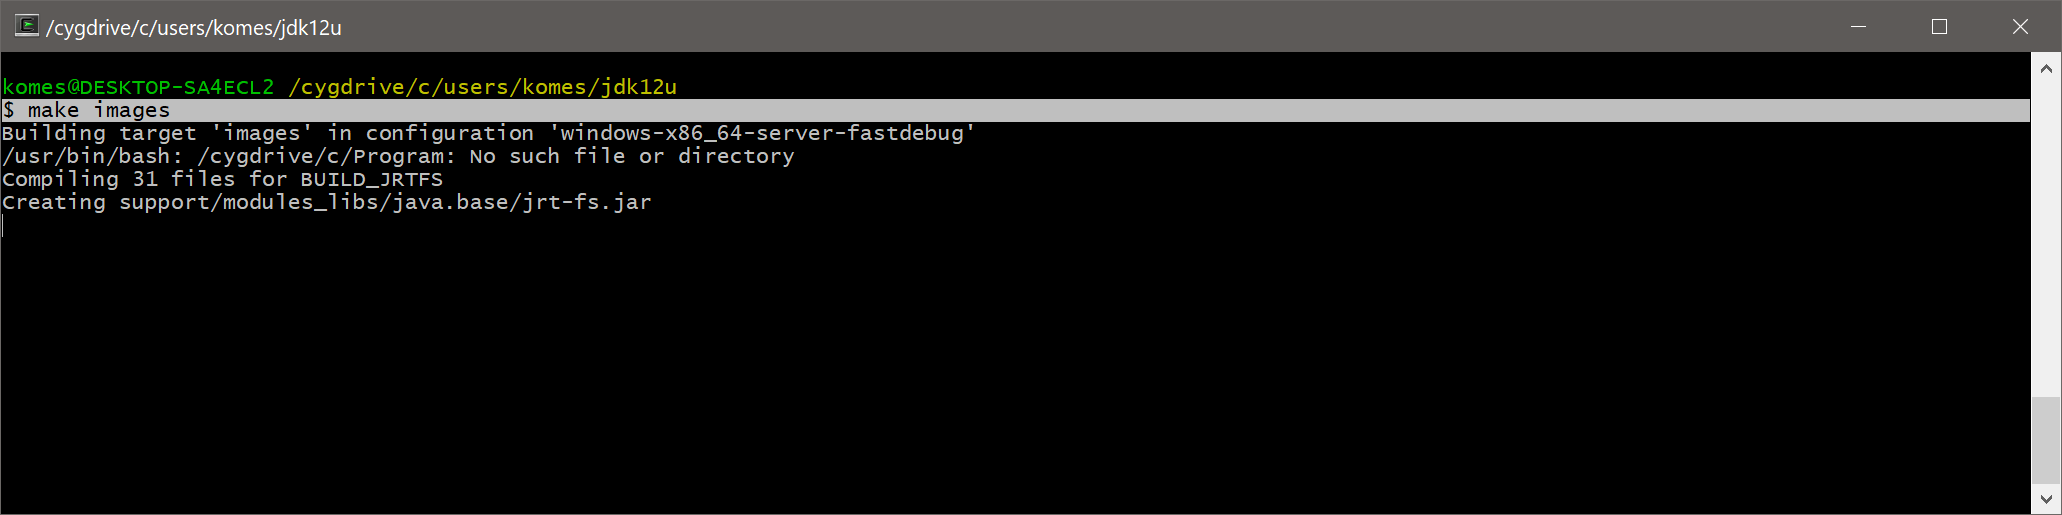 /cygdrive/c/users/komes/jdk12u
komes@DESKTOP-SA4ECL2 /cygdrive/c/users/komes/jdk12u
$ make images
Building target 'images' in configuration 'windows-x86_64-server-fastdebug'
/usr/bin/bash: /cygdrive/c/Program: No such file or directory
Compiling 31 files for BUILD_JRTFS
Creating support/modules_libs/java.base/jrt-fs.jar